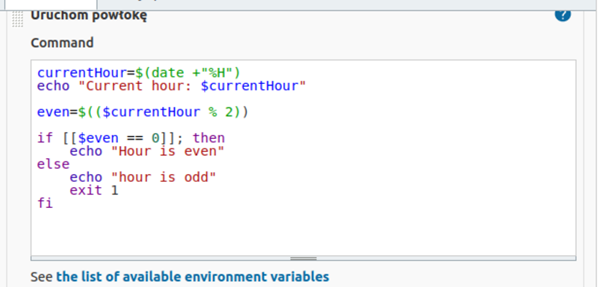 Uruchom powłokę
?
Command
currentHour=$(date +"%H")
echo "Current hour: $currentHour"
even=$(($currentHour % 2))
if [[$even == 0]]; then
    echo "Hour is even"
else
    echo "hour is odd"
    exit 1
fi
See the list of available environment variables